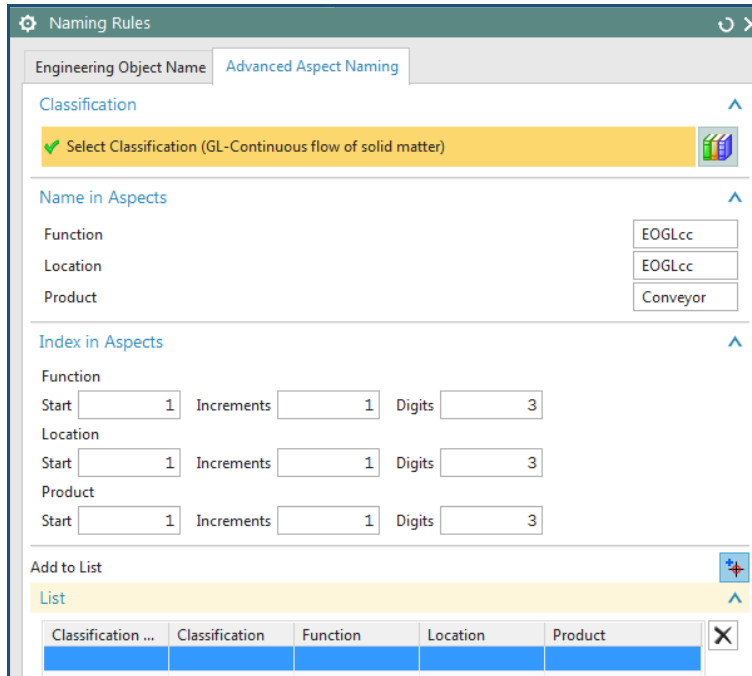 Naming Rules
Engineering Object Name Advanced Aspect Naming
Classification
Select Classification (GL-Continuous flow of solid matter)
Name in Aspects
Function EOGLcc
Location EOGLcc
Product Conveyor
Index in Aspects
Function
Start 1 Increments 1 Digits 3
Location
Start 1 Increments 1 Digits 3
Product
Start 1 Increments 1 Digits 3
Add to List
List
Classification ... Classification Function Location Product